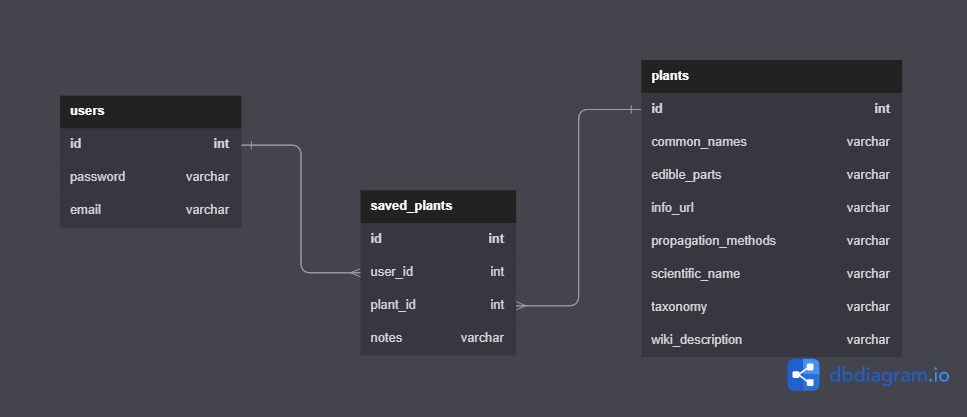 users
id int
password varchar
email varchar
saved_plants
id int
user_id int
plant_id int
notes varchar
plants
id int
common_names varchar
edible_parts varchar
info_url varchar
propagation_methods varchar
scientific_name varchar
taxonomy varchar
wiki_description varchar
dbdiagram.io